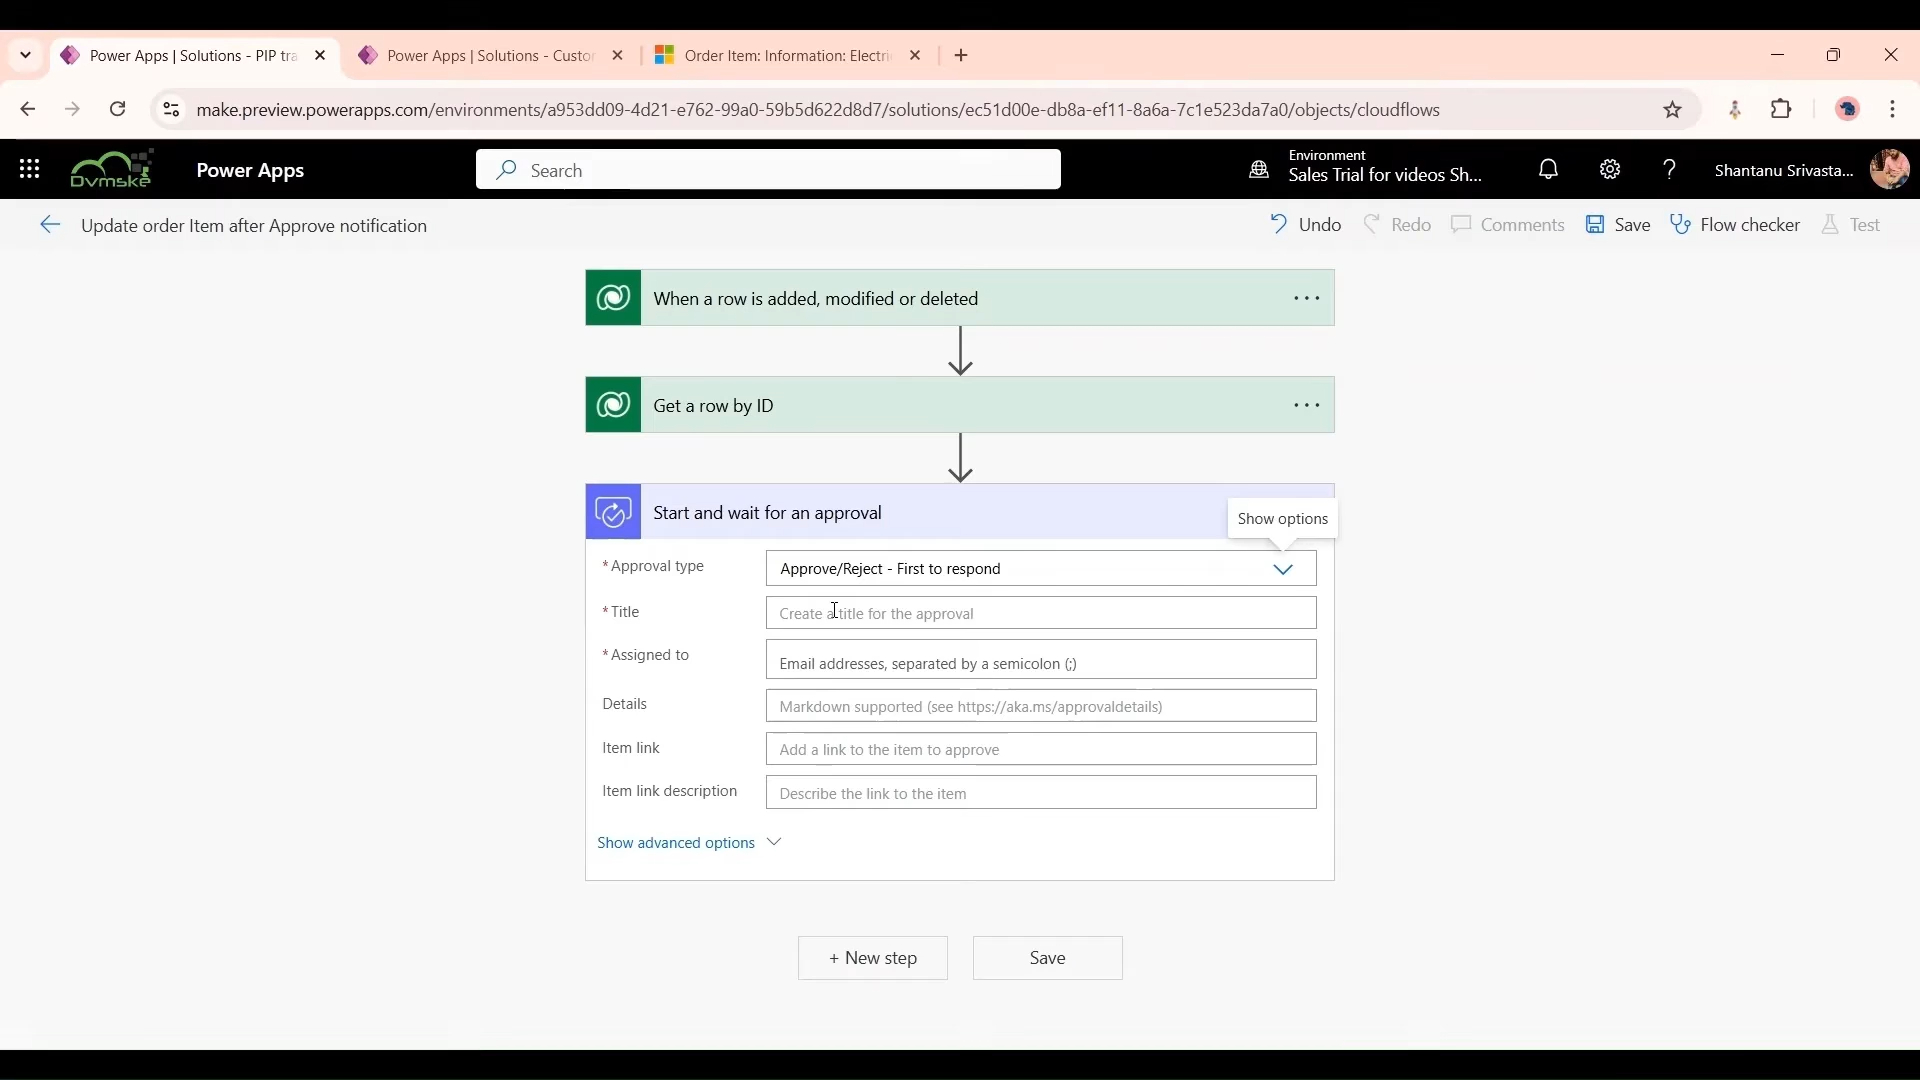 Power Apps | Solutions - PIP tra
Power Apps | Solutions - Custo
Order Item: Information: Electri
make.preview.powerapps.com/environments/a953dd09-4d21-e762-99a0-59b5d622d8d7/solutions/ec51d00e-db8a-ef11-8a6a-7c1e523da7a0/objects/cloudflows
Dvmske
Power Apps
Search
Environment
Sales Trial for videos Sh...
Shantanu Srivasta...
Update order Item after Approve notification
Undo
Redo
Comments
Save
Flow checker
Test
When a row is added, modified or deleted
Get a row by ID
Start and wait for an approval
Show options
* Approval type
Approve/Reject - First to respond
* Title
Create a title for the approval
* Assigned to
Email addresses, separated by a semicolon (;)
Details
Markdown supported (see https://aka.ms/approvaldetails)
Item link
Add a link to the item to approve
Item link description
Describe the link to the item
Show advanced options
+ New step
Save